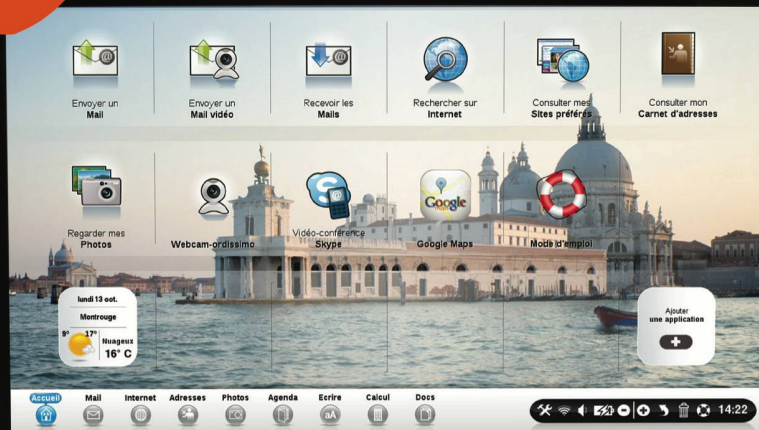 Envoyer un
Mail
Envoyer un
Mail vidéo
Recevoir les
Mails
Rechercher sur
Internet
Consulter mes
Sites préférés
Consulter mon
Carnet d'adresses
Regarder mes
Photos
Webcam-ordissimo
Vidéo-conférence
Skype
Google
Google Maps
Mode d'emploi
lundi 13 oct.
Montrouge
9° 17°
Nuageux
16° C
Ajouter
une application
Accueil Mail Internet Adresses Photos Agenda Ecrire Calcul Docs
aA
14:22